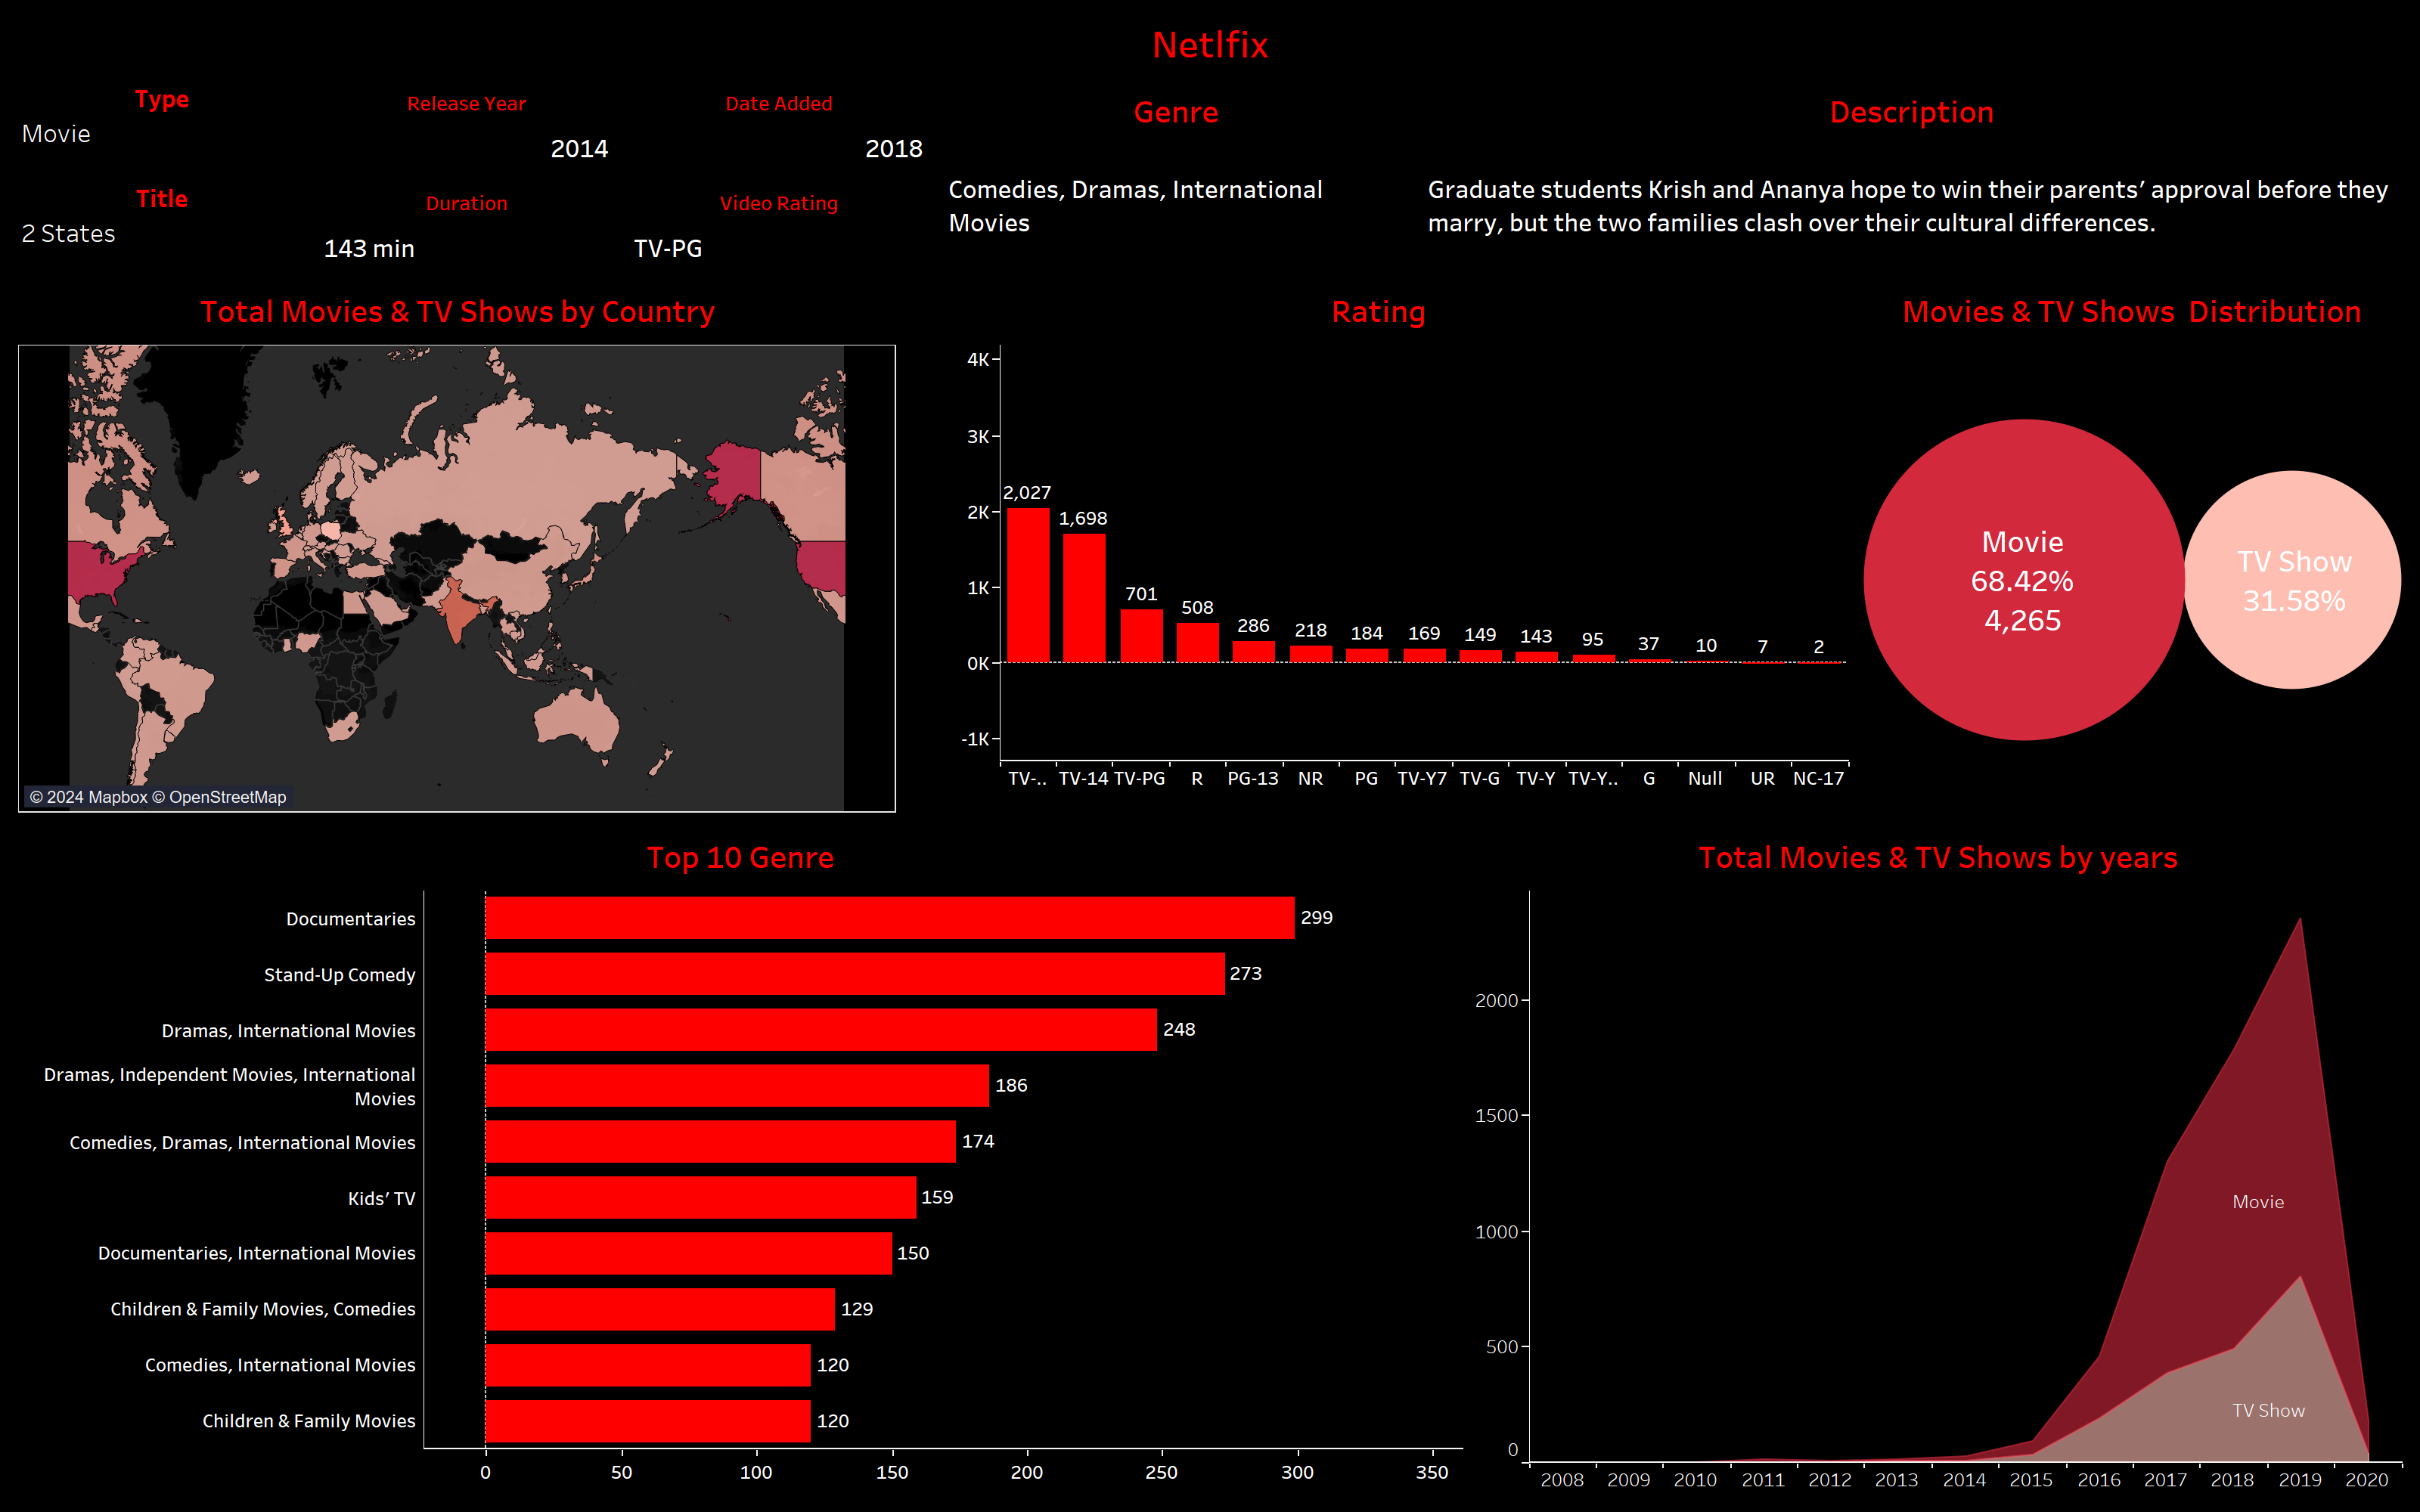 Netlfix
Type
Release Year
Date Added
Movie
2014
2018
Title
Duration
Video Rating
2 States
143 min
TV-PG
Genre
Comedies, Dramas, International
Movies
Description
Graduate students Krish and Ananya hope to win their parents’ approval before they
marry, but the two families clash over their cultural differences.
Total Movies & TV Shows by Country
© 2024 Mapbox © OpenStreetMap
Rating
4K
3K
2K
1K
0K
-1K
2,027
1,698
701
508
286
218
184
169
149
143
95
37
10
7
2
TV-..
TV-14
TV-PG
R
PG-13
NR
PG
TV-Y7
TV-G
TV-Y
TV-Y..
G
Null
UR
NC-17
Movies & TV Shows Distribution
Movie
68.42%
4,265
TV Show
31.58%
Top 10 Genre
Documentaries
299
Stand-Up Comedy
273
Dramas, International Movies
248
Dramas, Independent Movies, International
Movies
186
Comedies, Dramas, International Movies
174
Kids’ TV
159
Documentaries, International Movies
150
Children & Family Movies, Comedies
129
Comedies, International Movies
120
Children & Family Movies
120
0
50
100
150
200
250
300
350
Total Movies & TV Shows by years
2000
1500
1000
500
0
Movie
TV Show
2008
2009
2010
2011
2012
2013
2014
2015
2016
2017
2018
2019
2020